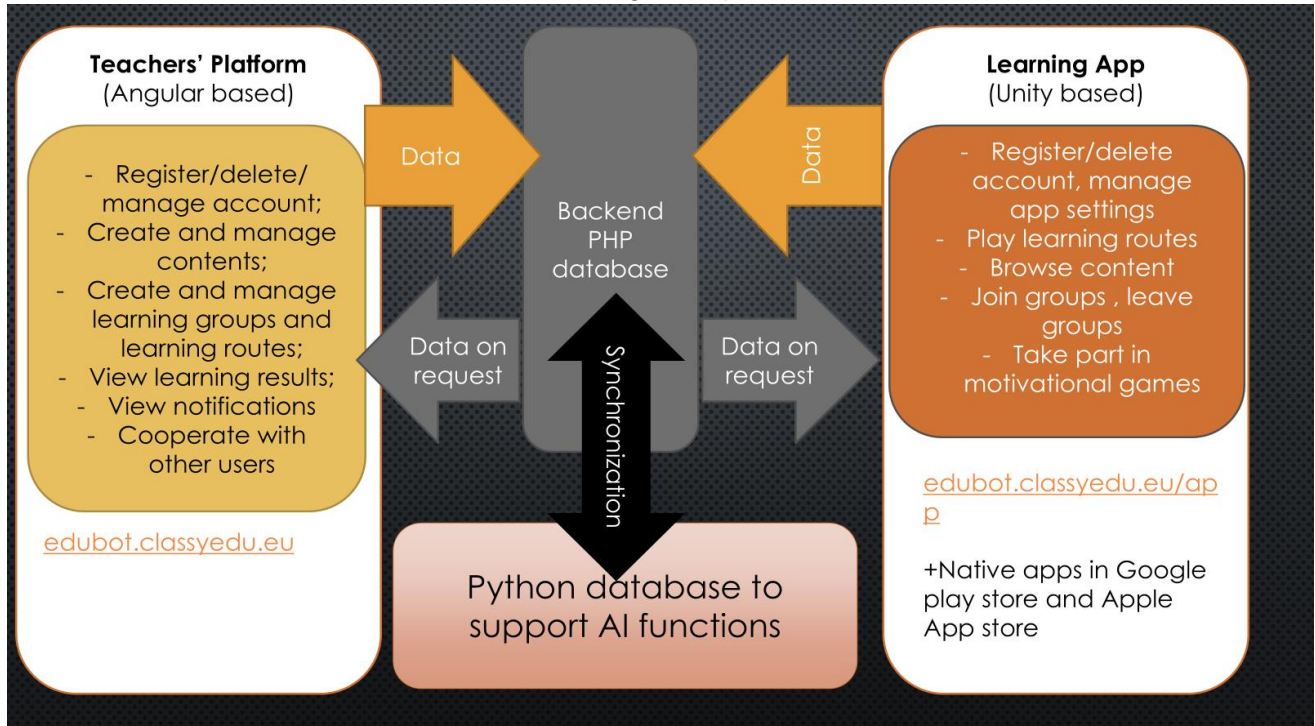 Teachers' Platform
(Angular based)
- Register/delete/
manage account;
- Create and manage
contents;
- Create and manage
learning groups and
learning routes;
- View learning results;
- View notifications
- Cooperate with
other users
edubot.classyedu.eu
Data
Data on
request
Backend
PHP
database
Synchronization
Python database to
support AI functions
Data
Data on
request
Learning App
(Unity based)
- Register/delete
account, manage
app settings
- Play learning routes
- Browse content
- Join groups , leave
groups
- Take part in
motivational games
edubot.classyedu.eu/ap
p
+Native apps in Google
play store and Apple
App store